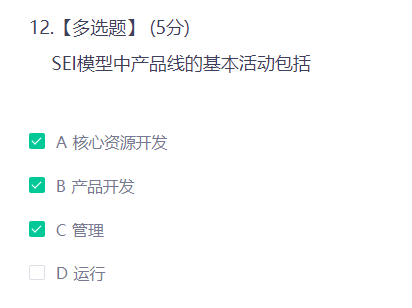 12.【多选题】 (5分)
SEI模型中产品线的基本活动包括
A 核心资源开发
B 产品开发
C 管理
D 运行